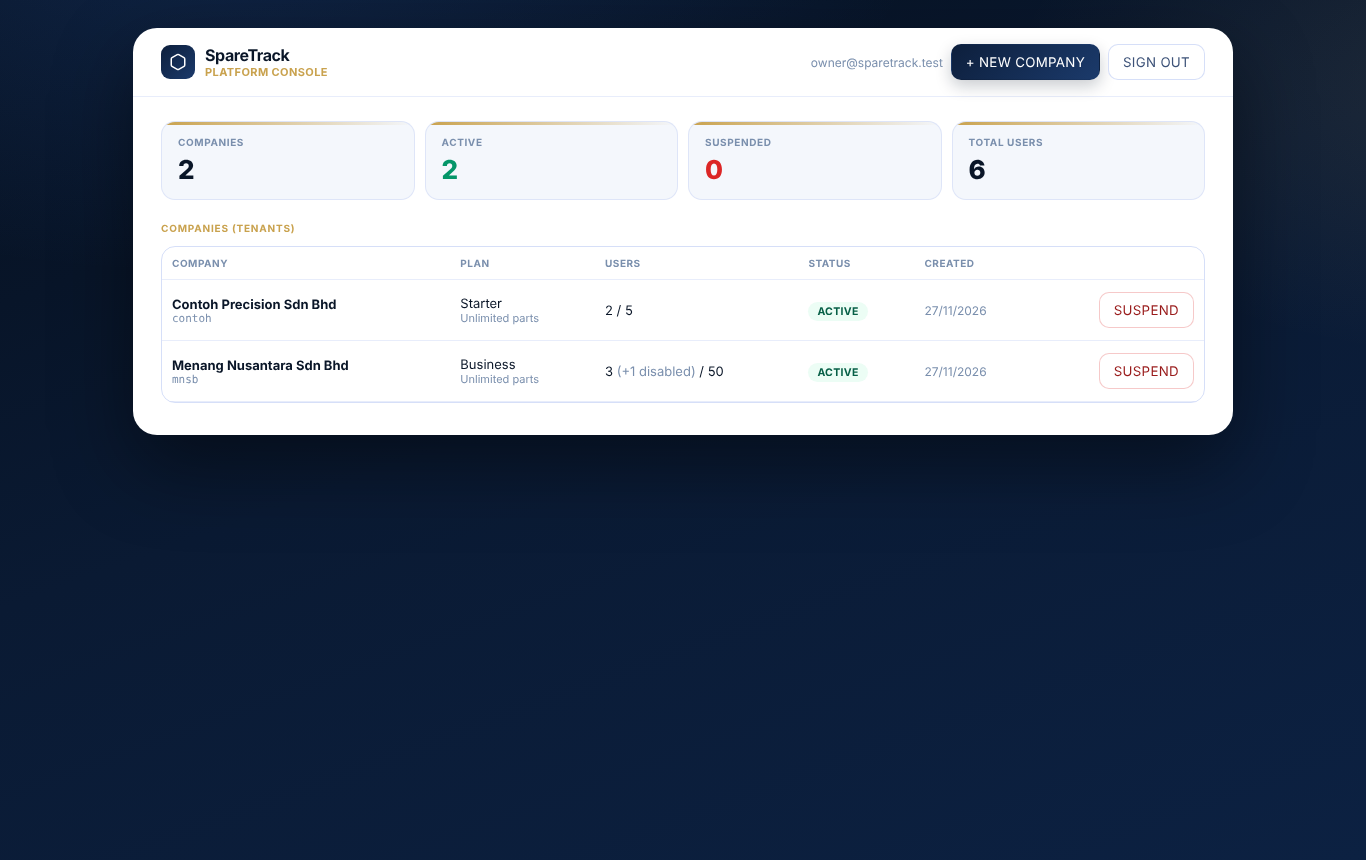 SpareTrack
PLATFORM CONSOLE
owner@sparetrack.test
+ NEW COMPANY
SIGN OUT
COMPANIES
2
ACTIVE
2
SUSPENDED
0
TOTAL USERS
6
COMPANIES (TENANTS)
COMPANY PLAN USERS STATUS CREATED
Contoh Precision Sdn Bhd
contoh
Starter
Unlimited parts
2 / 5
ACTIVE
27/11/2026
SUSPEND
Menang Nusantara Sdn Bhd
mnsb
Business
Unlimited parts
3 (+1 disabled) / 50
ACTIVE
27/11/2026
SUSPEND